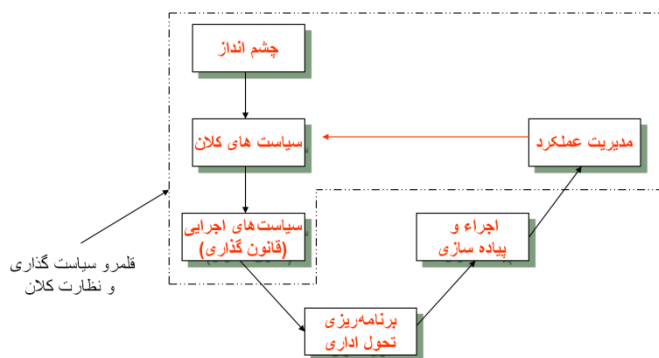 چشم انداز
سیاست های کلان
مدیریت عملکرد
سیاست‌های اجرایی
(قانون گذاری)
اجراء و
پیاده سازی
قلمرو سیاست گذاری
و نظارت کلان
برنامه‌ریزی
تحول اداری